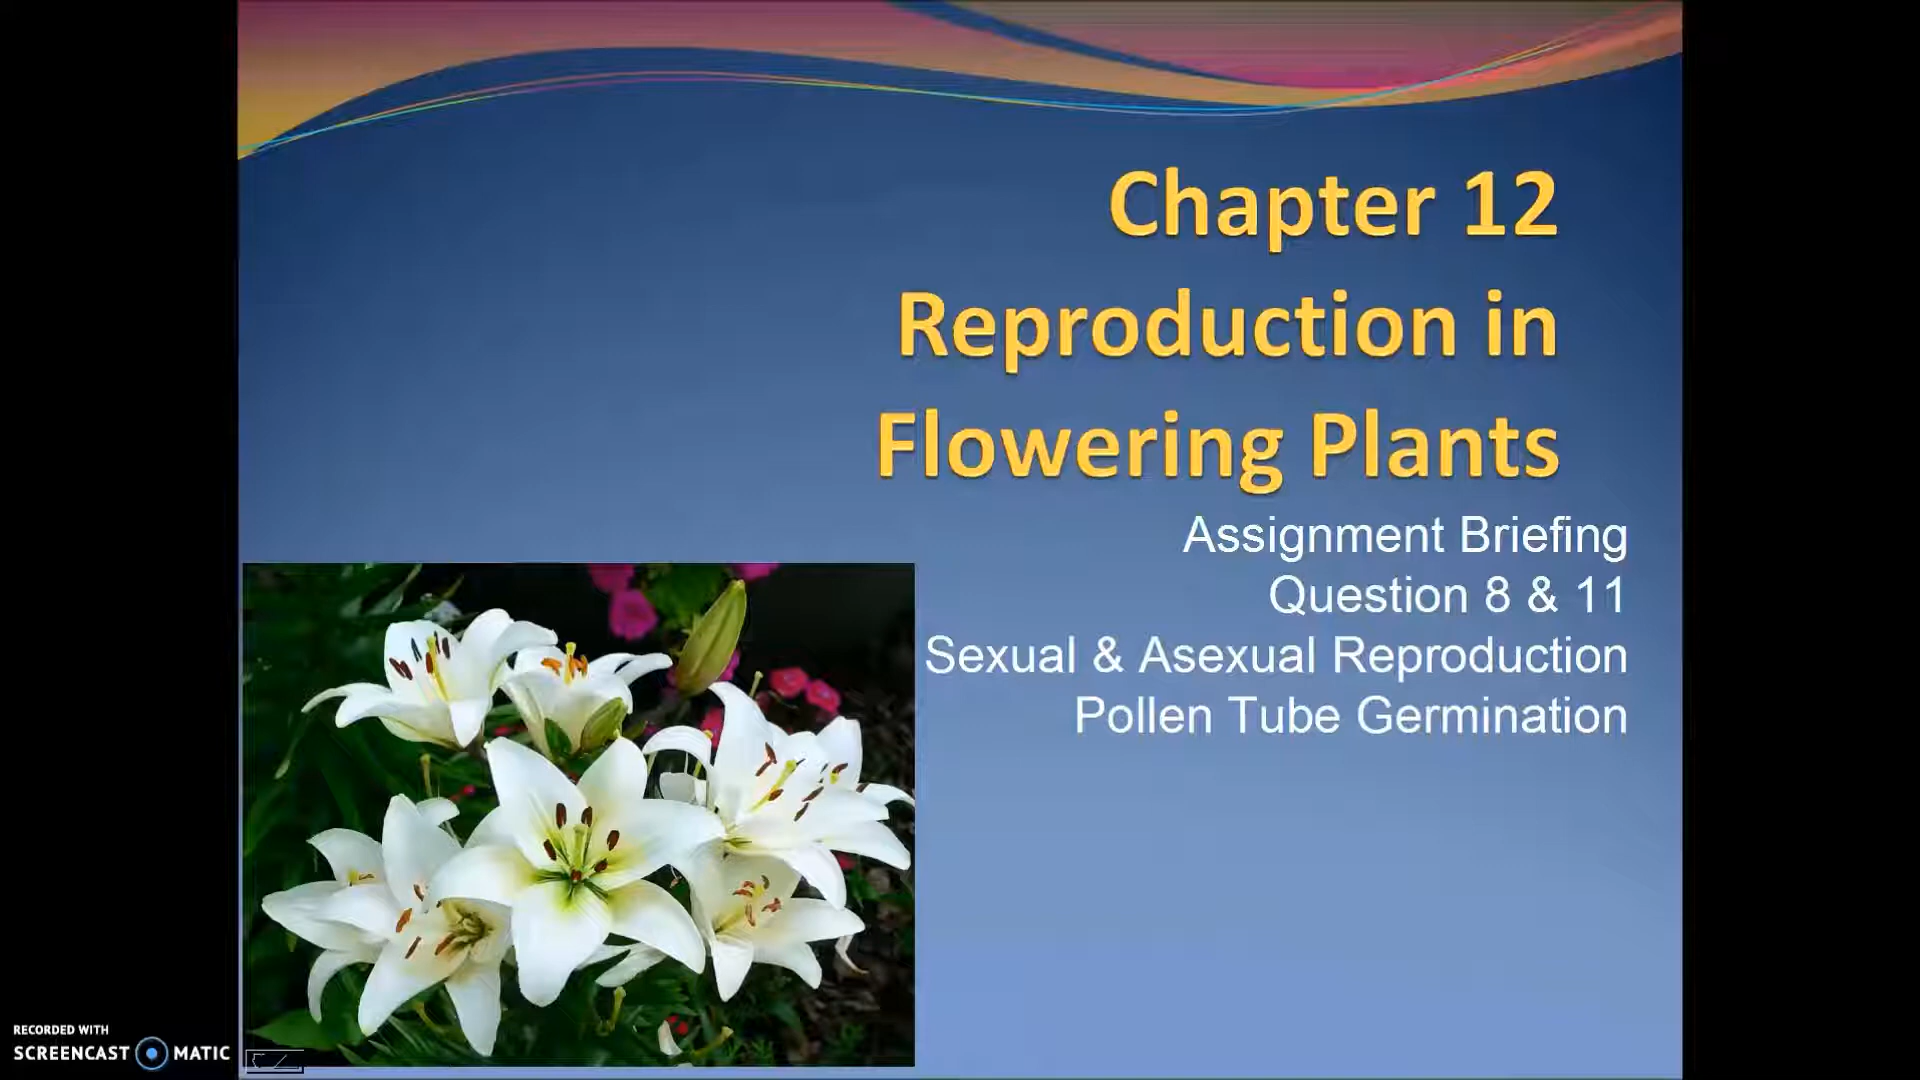 Chapter 12
Reproduction in
Flowering Plants
Assignment Briefing
Question 8 & 11
Sexual & Asexual Reproduction
Pollen Tube Germination
RECORDED WITH
SCREENCAST MATIC